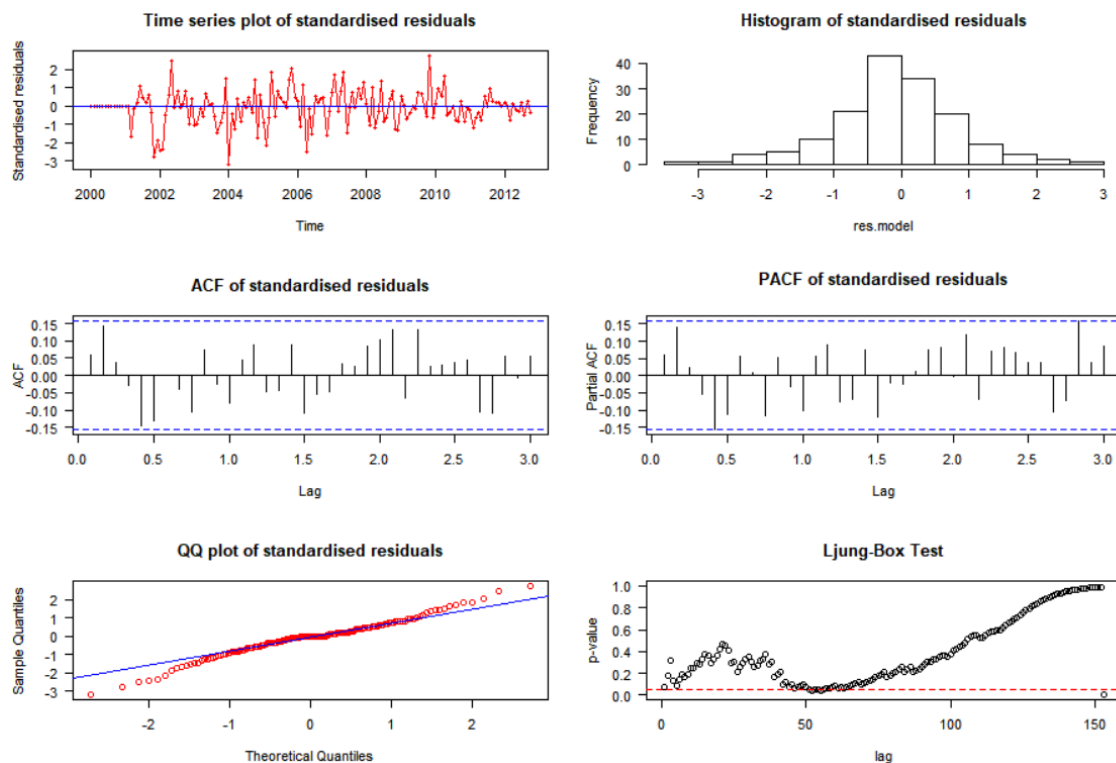 Time series plot of standardised residuals
Standardised residuals
2
1
0
-1
-2
-3
2000 2002 2004 2006 2008 2010 2012
Time
Histogram of standardised residuals
Frequency
40
30
20
10
0
-3 -2 -1 0 1 2 3
res.model
ACF of standardised residuals
ACF
0.15
0.10
0.05
0.00
-0.05
-0.10
-0.15
0.0 0.5 1.0 1.5 2.0 2.5 3.0
Lag
PACF of standardised residuals
Partial ACF
0.15
0.10
0.05
0.00
-0.05
-0.10
-0.15
0.0 0.5 1.0 1.5 2.0 2.5 3.0
Lag
QQ plot of standardised residuals
Sample Quantiles
2
1
0
-1
-2
-3
-2 -1 0 1 2
Theoretical Quantiles
Ljung-Box Test
p-value
1.0
0.8
0.6
0.4
0.2
0.0
0 50 100 150
lag